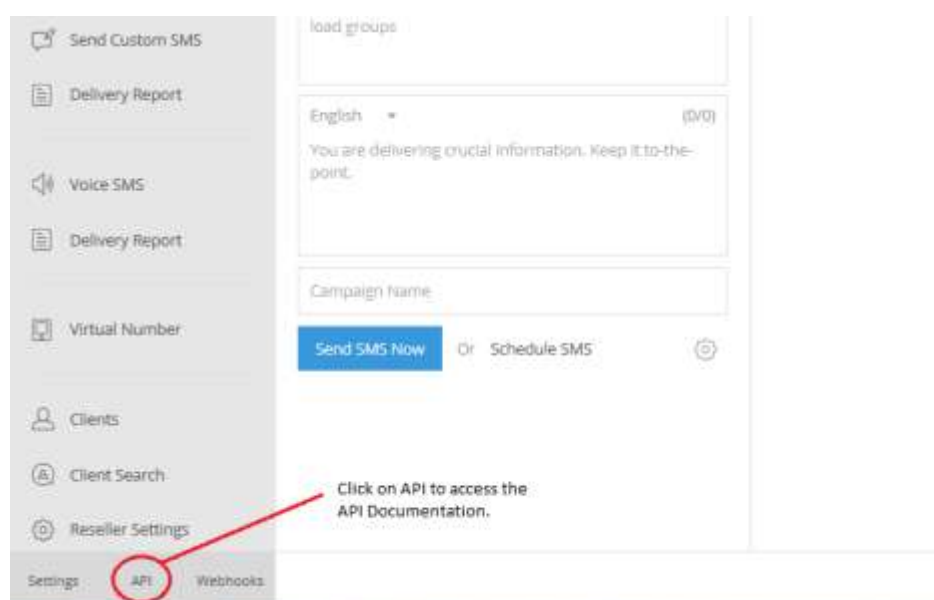 Send Custom SMS
Delivery Report
Voice SMS
Delivery Report
Virtual Number
Clients
Client Search
Reseller Settings
Settings API Webhooks
load groups
English (0/0)
You are delivering crucial information. Keep it to-the-
point.
Campaign Name
Send SMS Now Or Schedule SMS
Click on API to access the
API Documentation.